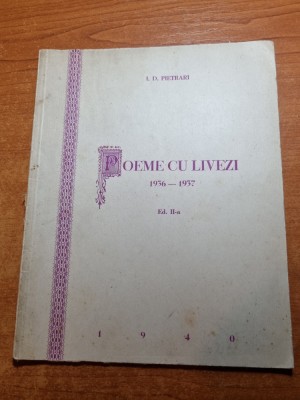 I. D. PIETRARI
POEME CU LIVEZI
1936 — 1937
Ed. II-a
1 9 4 0